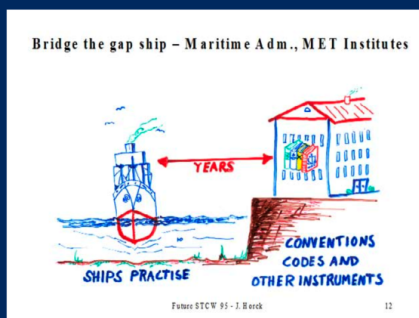 Bridge the gap ship – Maritime Adm., MET Institutes
YEARS
SHIPS PRACTISE
CONVENTIONS
CODES AND
OTHER INSTRUMENTS
Future STCW 95 - J. Horck
12